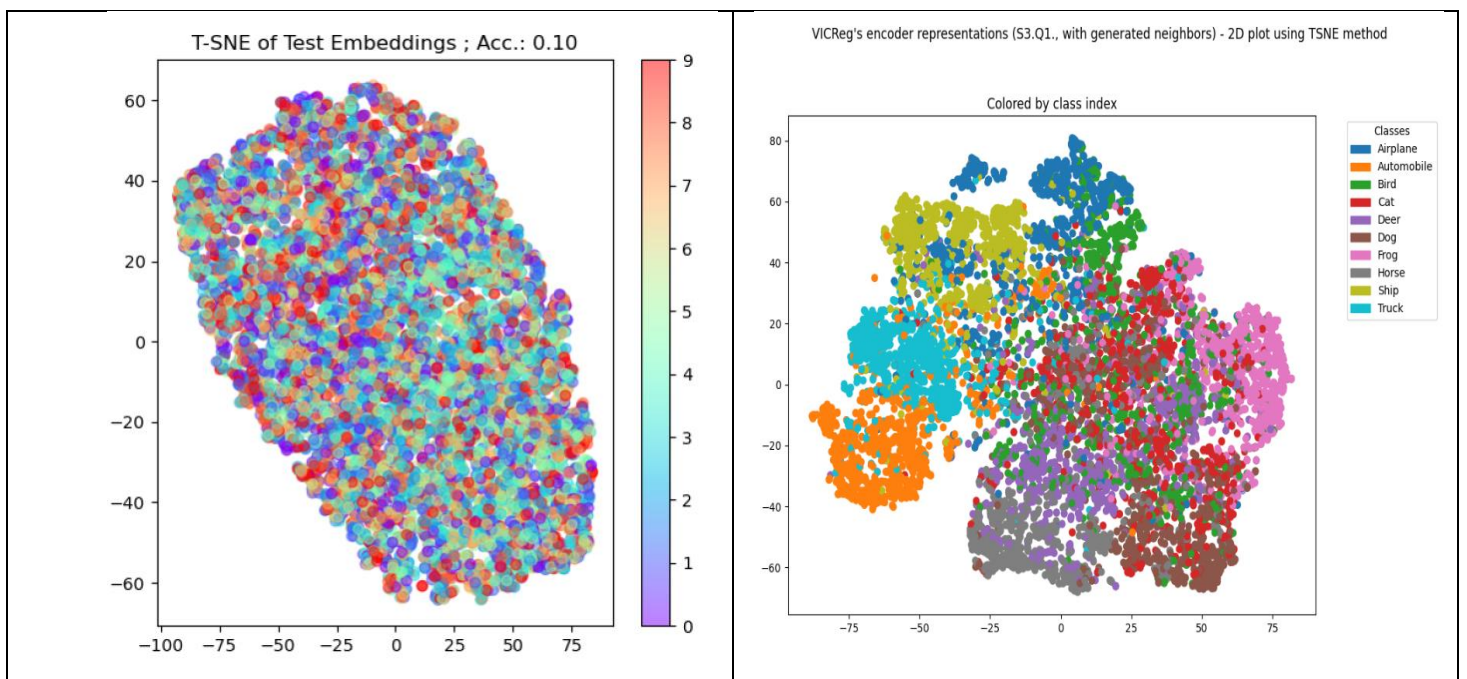 T-SNE of Test Embeddings ; Acc.: 0.10
60
40
20
0
−20
−40
−60
−100 −75 −50 −25 0 25 50 75
9
8
7
6
5
4
3
2
1
0
VICReg's encoder representations (S3.Q1., with generated neighbors) - 2D plot using TSNE method
Colored by class index
80
60
40
20
0
−20
−40
−60
−75 −50 −25 0 25 50 75
Classes
Airplane
Automobile
Bird
Cat
Deer
Dog
Frog
Horse
Ship
Truck